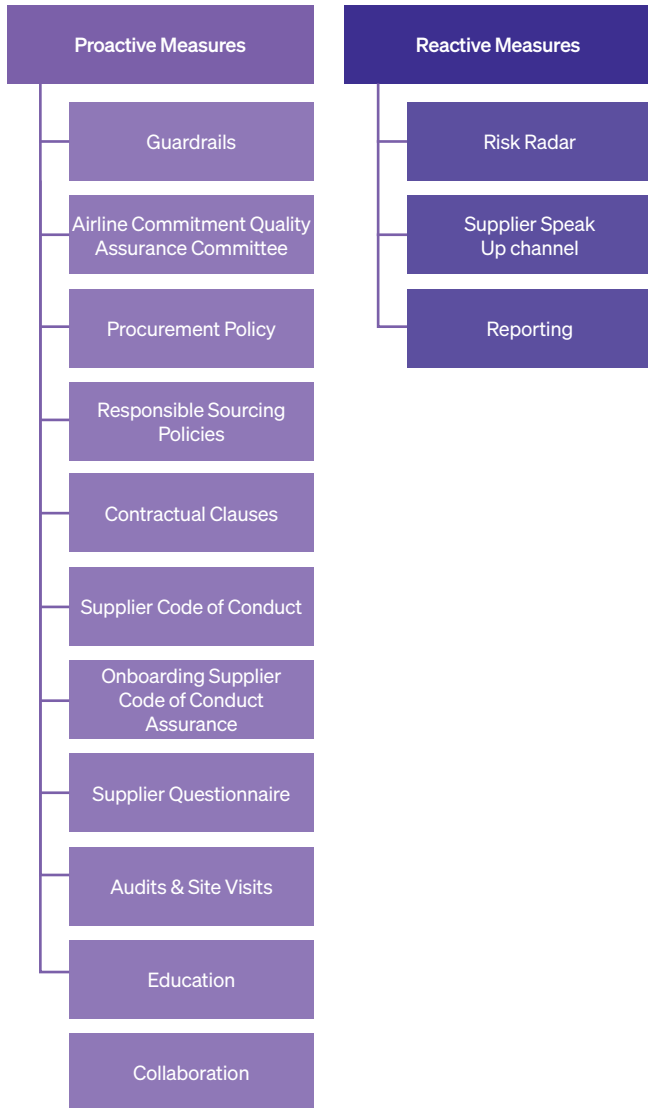 Proactive Measures
Guardrails
Airline Commitment Quality
Assurance Committee
Procurement Policy
Responsible Sourcing
Policies
Contractual Clauses
Supplier Code of Conduct
Onboarding Supplier
Code of Conduct
Assurance
Supplier Questionnaire
Audits & Site Visits
Education
Collaboration
Reactive Measures
Risk Radar
Supplier Speak
Up channel
Reporting